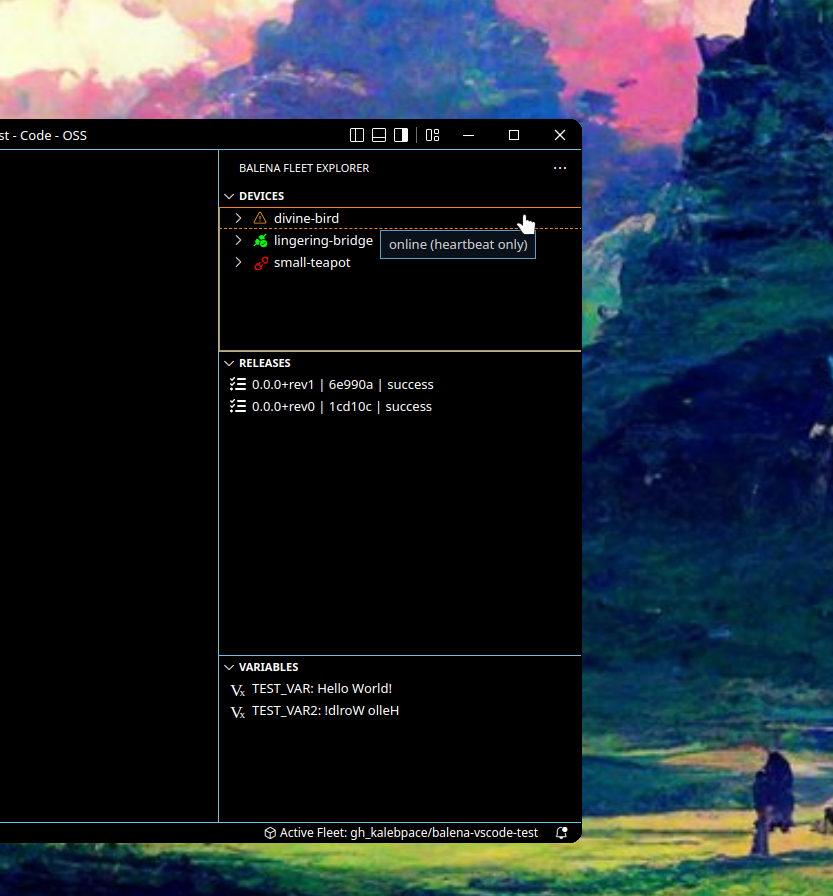 st - Code - OSS
BALENA FLEET EXPLORER
DEVICES
divine-bird
lingering-bridge
online (heartbeat only)
small-teapot
RELEASES
0.0.0+rev1 | 6e990a | success
0.0.0+rev0 | 1cd10c | success
VARIABLES
TEST_VAR: Hello World!
TEST_VAR2: !dlroW olleH
Active Fleet: gh_kalebpace/balena-vscode-test